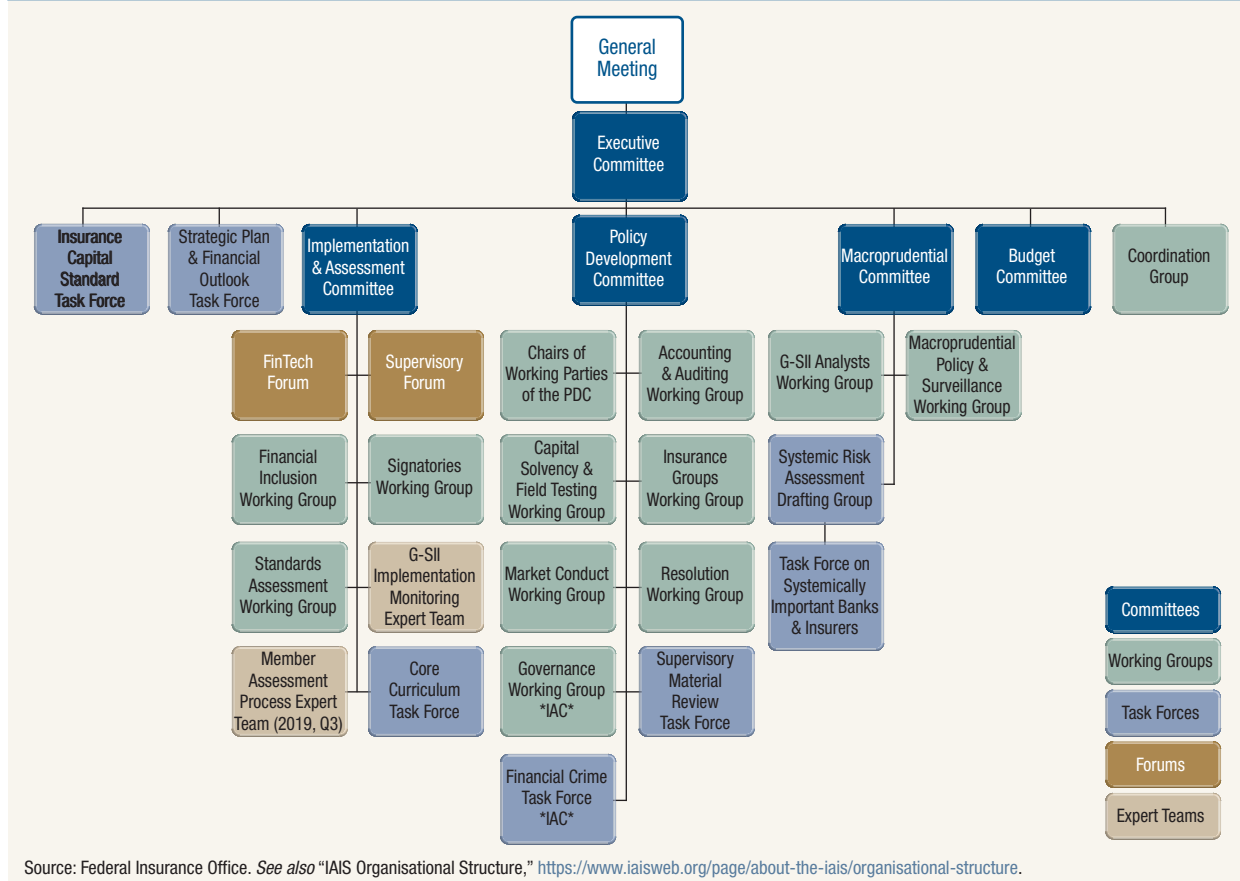 General
Meeting
Executive
Committee
Insurance
Capital
Standard
Task Force
Strategic Plan
& Financial
Outlook
Task Force
Implementation
& Assessment
Committee
Policy
Development
Committee
Macroprudential
Committee
Budget
Committee
Coordination
Group
FinTech
Forum
Supervisory
Forum
Chairs of
Working Parties
of the PDC
Accounting
& Auditing
Working Group
G-SII Analysts
Working Group
Macroprudential
Policy &
Surveillance
Working Group
Financial
Inclusion
Working Group
Signatories
Working Group
Capital
Solvency &
Field Testing
Working Group
Insurance
Groups
Working Group
Systemic Risk
Assessment
Drafting Group
Standards
Assessment
Working Group
G-SII
Implementation
Monitoring
Expert Team
Market Conduct
Working Group
Resolution
Working Group
Task Force on
Systemically
Important Banks
& Insurers
Member
Assessment
Process Expert
Team (2019, Q3)
Core
Curriculum
Task Force
Governance
Working Group
*IAC*
Supervisory
Material
Review
Task Force
Financial Crime
Task Force
*IAC*
Committees
Working Groups
Task Forces
Forums
Expert Teams
Source: Federal Insurance Office. See also “IAIS Organisational Structure,” https://www.iaisweb.org/page/about-the-iais/organisational-structure.